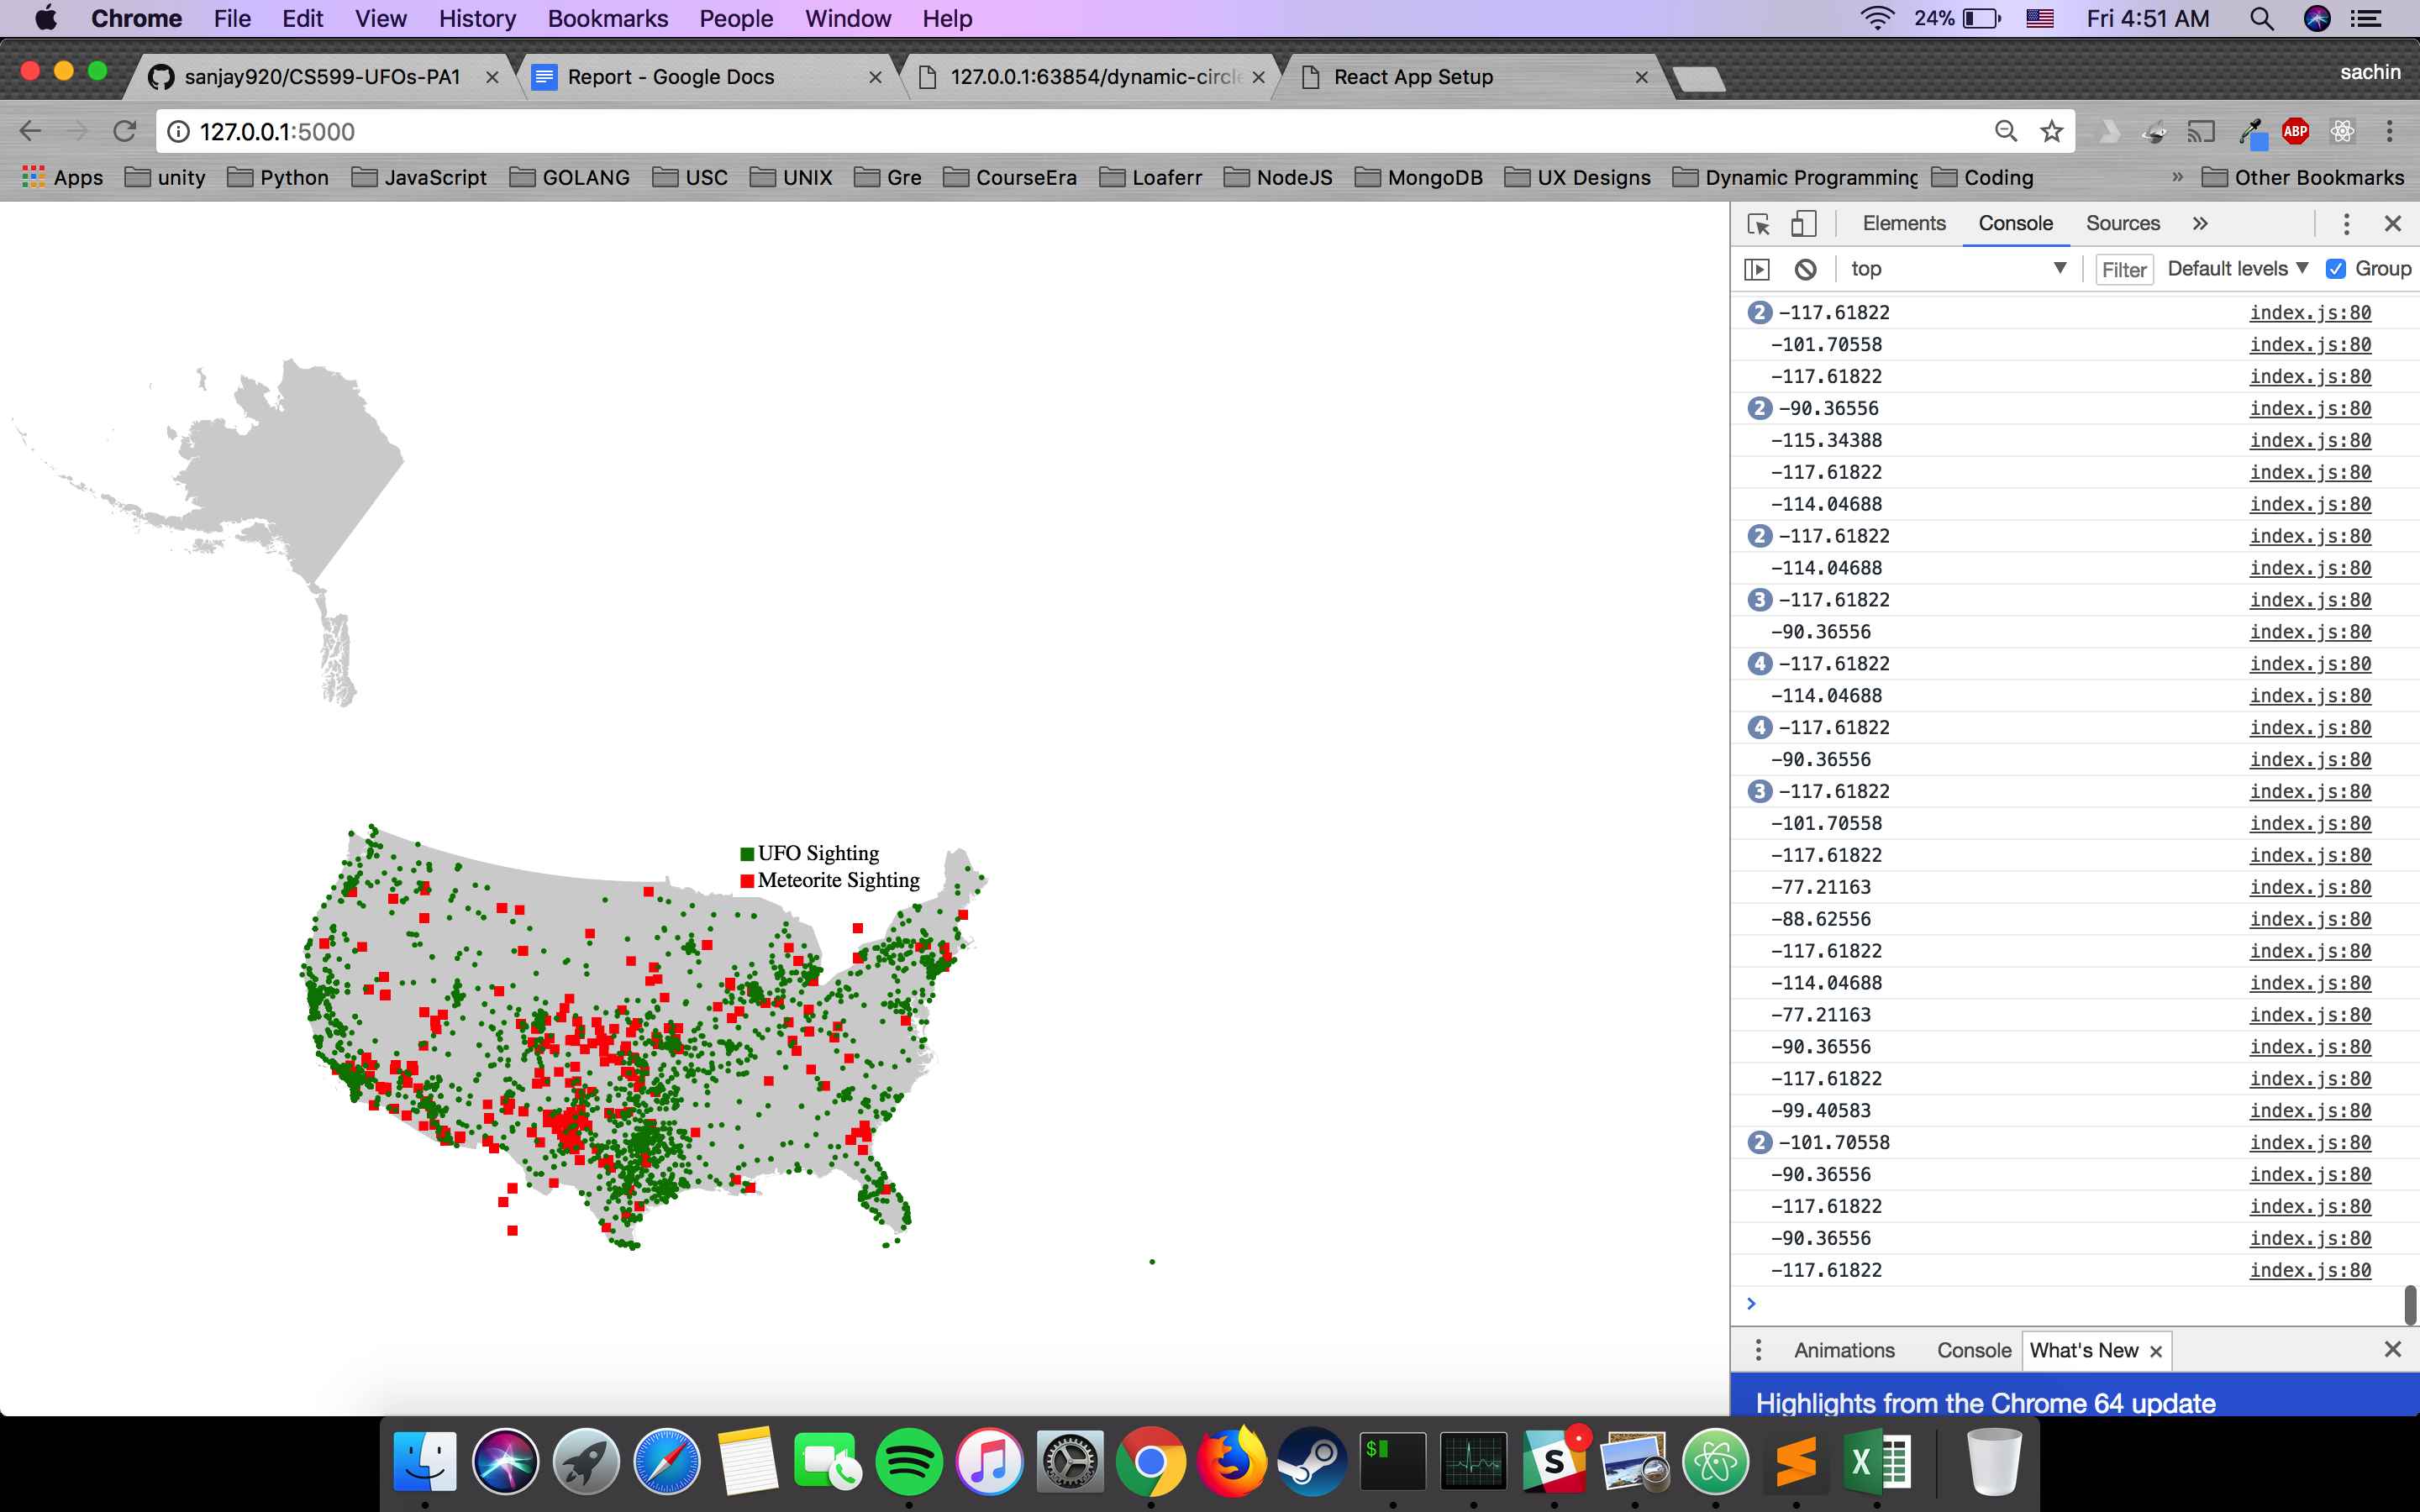 Chrome File Edit View History Bookmarks People Window Help 24% Fri 4:51 AM
sanjay920/CS599-UFOs-PA1 Report - Google Docs 127.0.0.1:63854/dynamic-circle React App Setup sachin
127.0.0.1:5000 ABP
Apps unity Python JavaScript GOLANG USC UNIX Gre CourseEra Loaferr NodeJS MongoDB UX Designs Dynamic Programming Coding » Other Bookmarks
Elements Console Sources »
top Filter Default levels Group
2 -117.61822 index.js:80
-101.70558 index.js:80
-117.61822 index.js:80
2 -90.36556 index.js:80
-115.34388 index.js:80
-117.61822 index.js:80
-114.04688 index.js:80
2 -117.61822 index.js:80
-114.04688 index.js:80
3 -117.61822 index.js:80
-90.36556 index.js:80
4 -117.61822 index.js:80
-114.04688 index.js:80
4 -117.61822 index.js:80
-90.36556 index.js:80
3 -117.61822 index.js:80
-101.70558 index.js:80
-117.61822 index.js:80
-77.21163 index.js:80
-88.62556 index.js:80
-117.61822 index.js:80
-114.04688 index.js:80
-77.21163 index.js:80
-90.36556 index.js:80
-117.61822 index.js:80
-99.40583 index.js:80
2 -101.70558 index.js:80
-90.36556 index.js:80
-117.61822 index.js:80
-90.36556 index.js:80
-117.61822 index.js:80
UFO Sighting
Meteorite Sighting
Animations Console What's New
Highlights from the Chrome 64 update
$
S
X